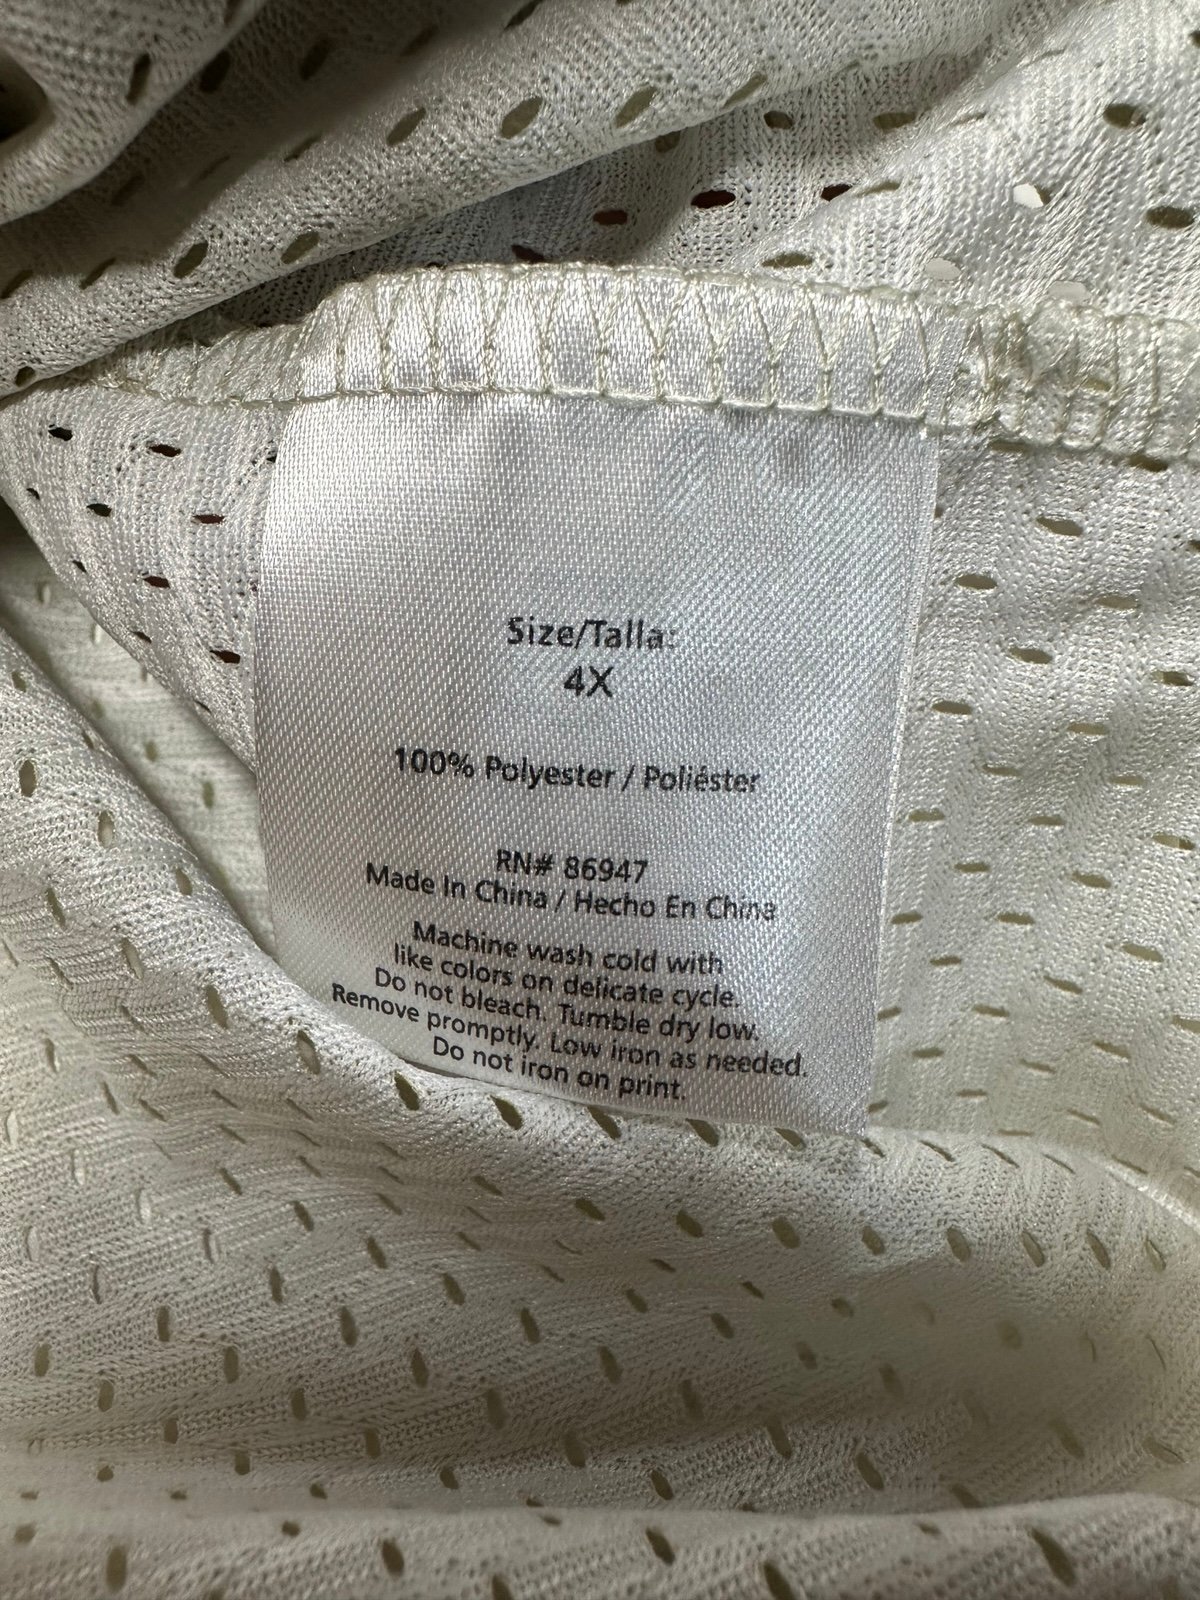 Size/Talla:
4X
100% Polyester / Poliéster
RN# 86947
Made In China / Hecho En China
Machine wash cold with
like colors on delicate cycle.
Do not bleach. Tumble dry low.
Remove promptly. Low iron as needed.
Do not iron on print.